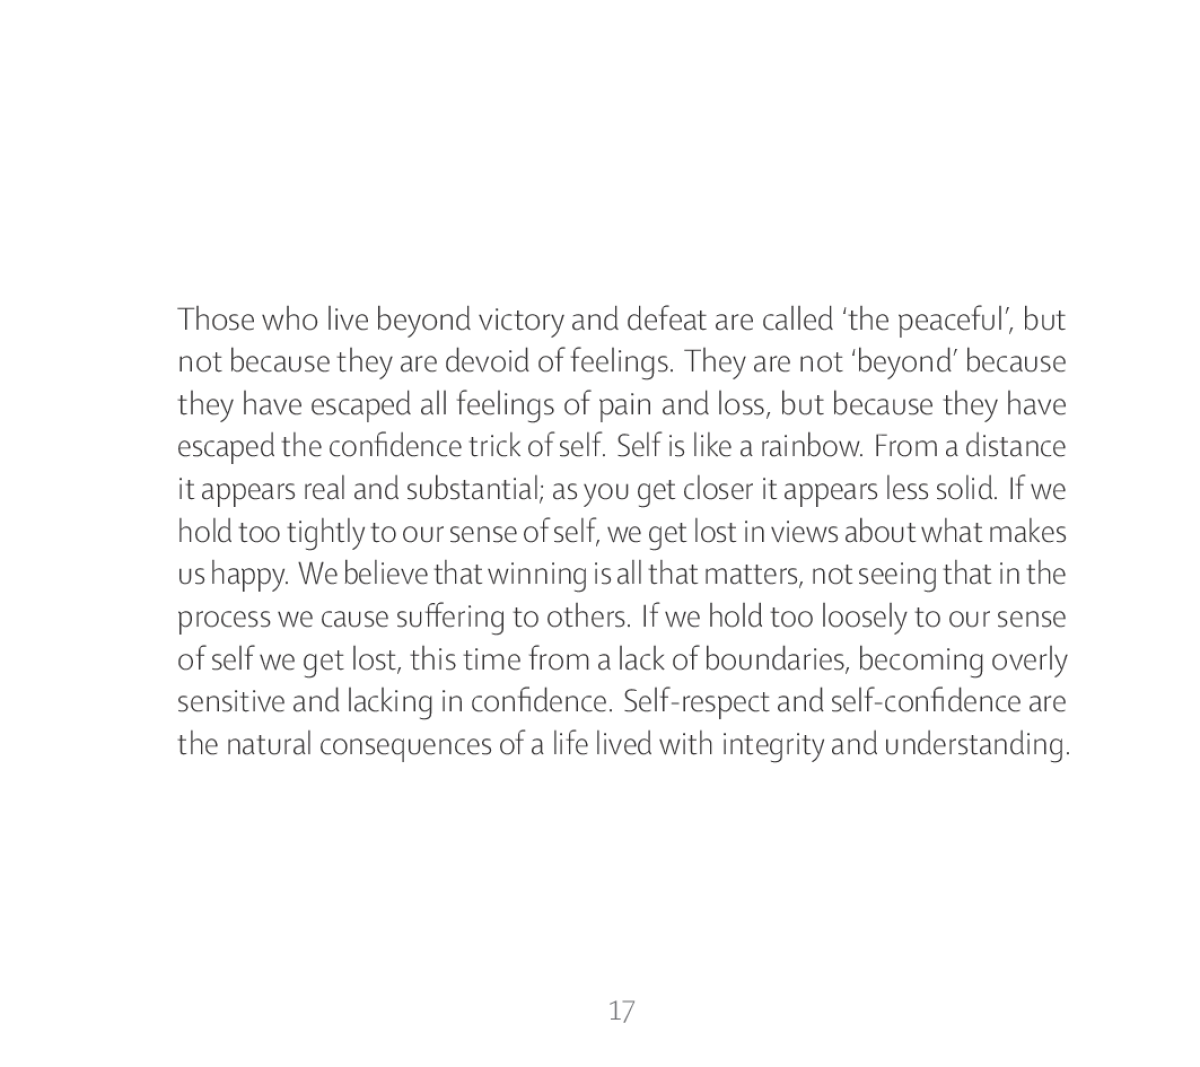 Those who live beyond victory and defeat are called ‘the peaceful’, but
not because they are devoid of feelings. They are not ‘beyond’ because
they have escaped all feelings of pain and loss, but because they have
escaped the confidence trick of self. Self is like a rainbow. From a distance
it appears real and substantial; as you get closer it appears less solid. If we
hold too tightly to our sense of self, we get lost in views about what makes
us happy. We believe that winning is all that matters, not seeing that in the
process we cause suffering to others. If we hold too loosely to our sense
of self we get lost, this time from a lack of boundaries, becoming overly
sensitive and lacking in confidence. Self-respect and self-confidence are
the natural consequences of a life lived with integrity and understanding.
17